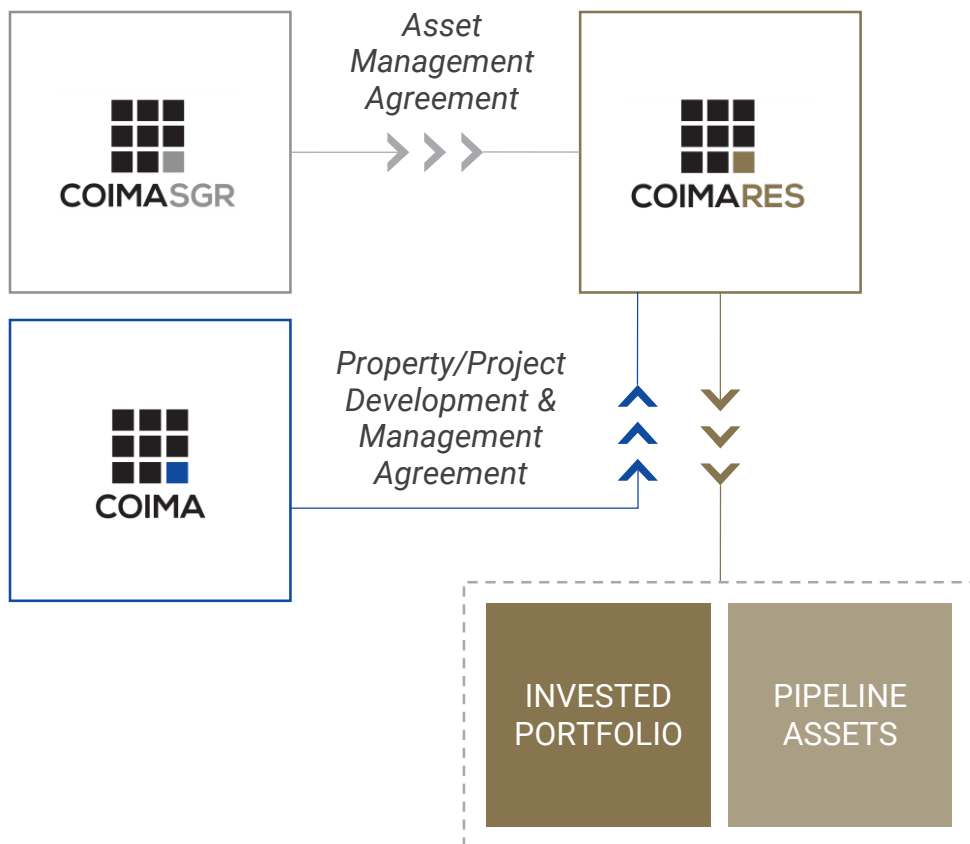 Asset
Management
Agreement
COIMASGR
COIMARES
Property/Project
Development &
Management
Agreement
COIMA
INVESTED
PORTFOLIO
PIPELINE
ASSETS